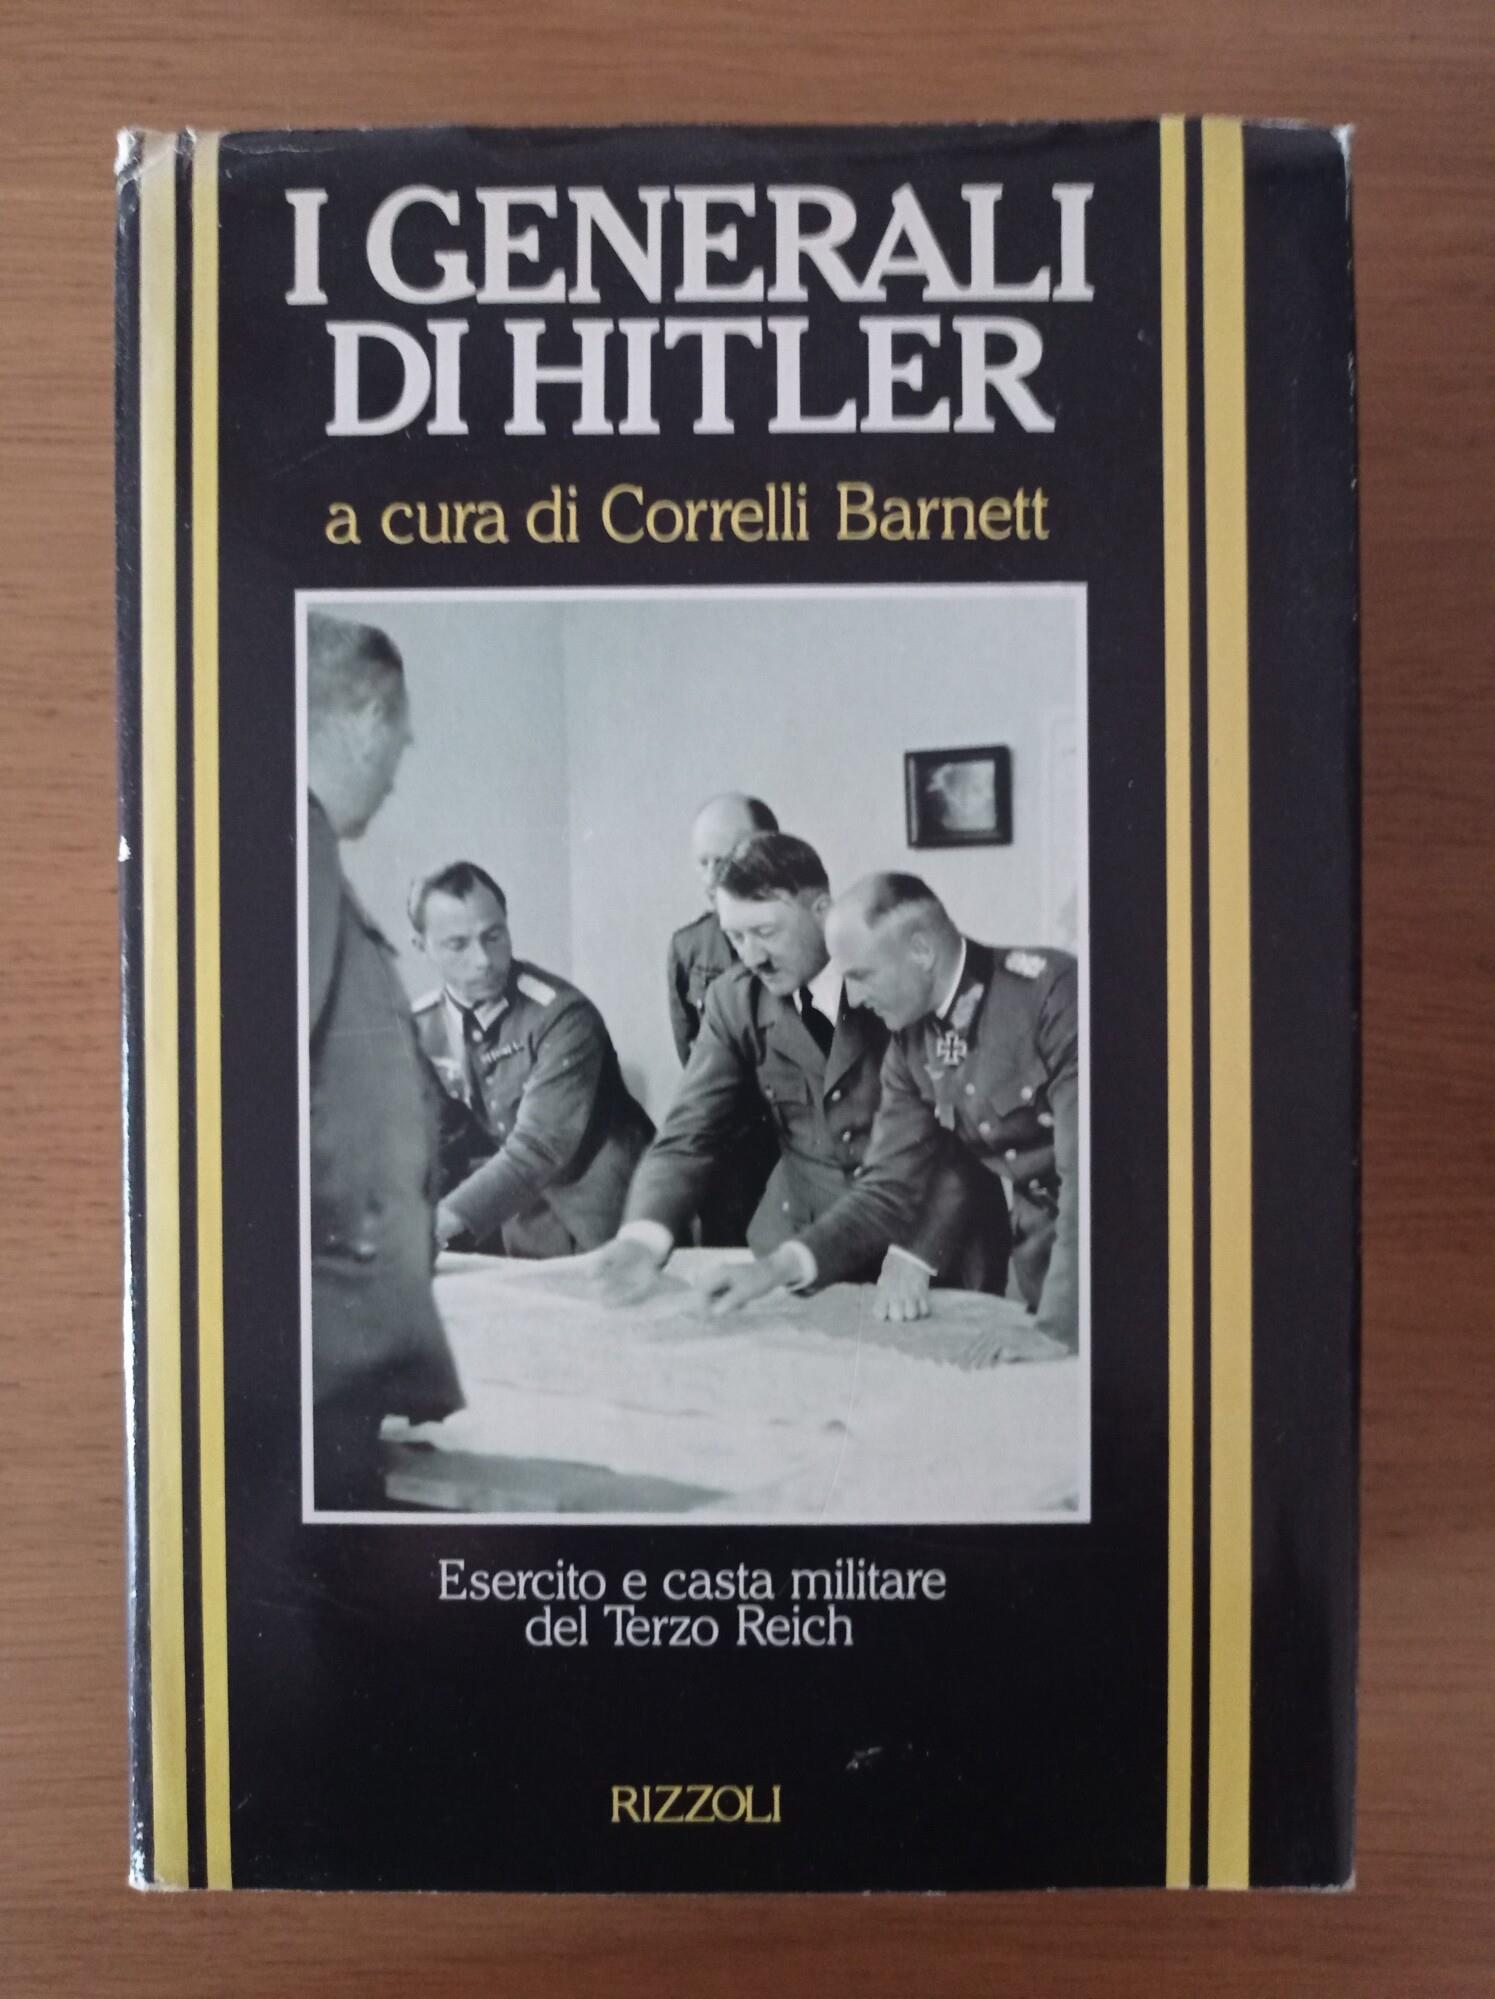 I GENERALI
DI HITLER
a cura di Correlli Barnett
Esercito e casta militare
del Terzo Reich
RIZZOLI